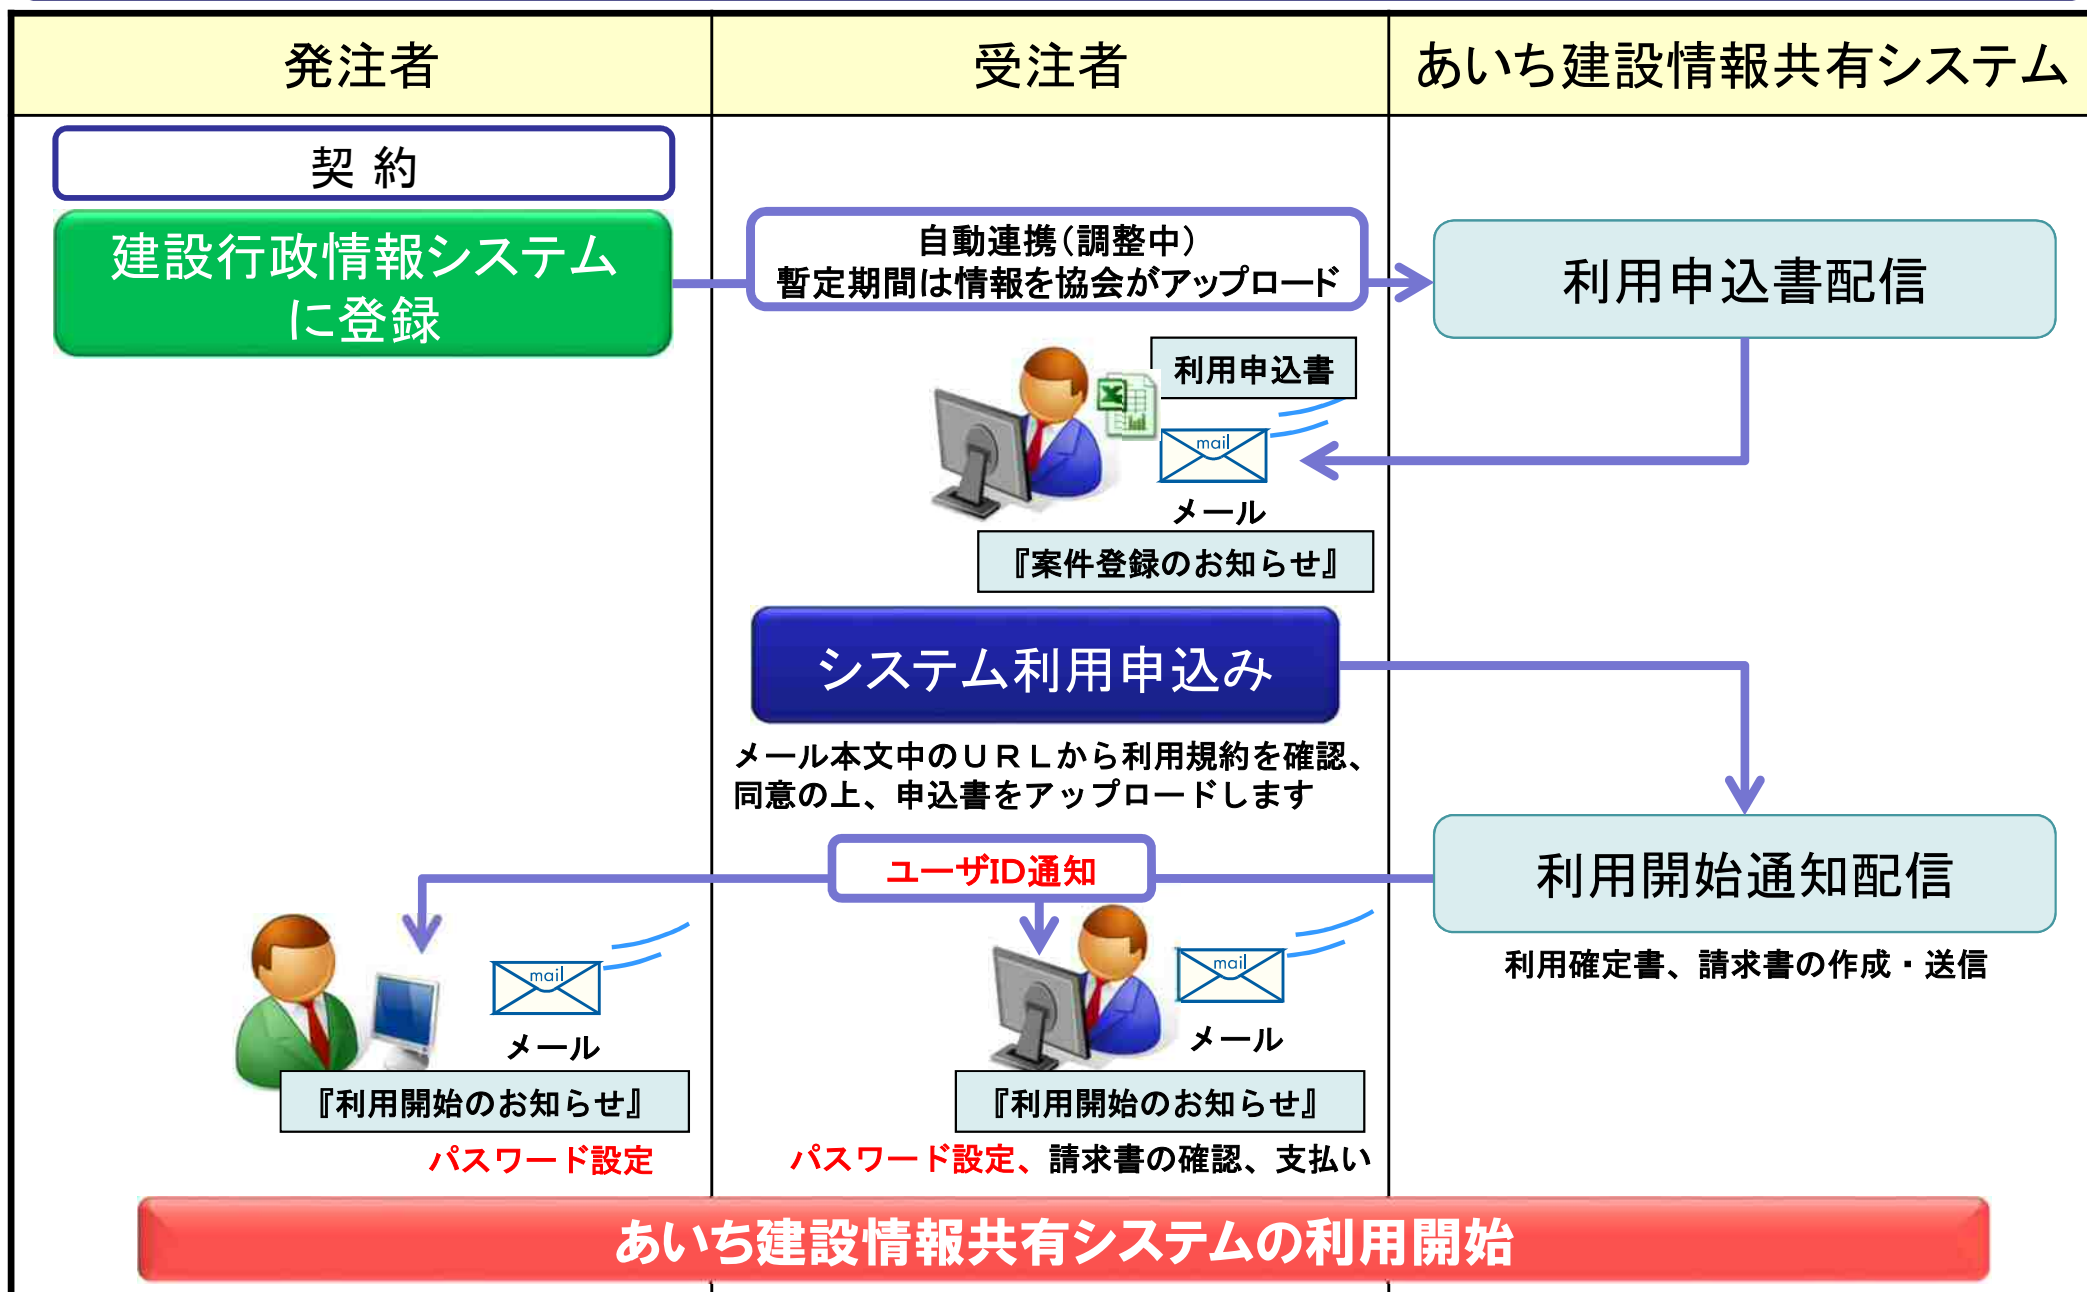 発注者
受注者
あいち建設情報共有システム
契 約
建設行政情報システム
に登録
自動連携(調整中)
暫定期間は情報を協会がアップロード
利用申込書配信
利用申込書
mail
メール
『案件登録のお知らせ』
システム利用申込み
メール本文中のＵＲＬから利用規約を確認、
同意の上、申込書をアップロードします
ユーザID通知
利用開始通知配信
利用確定書、請求書の作成・送信
mail
メール
『利用開始のお知らせ』
パスワード設定
mail
メール
『利用開始のお知らせ』
パスワード設定、請求書の確認、支払い
あいち建設情報共有システムの利用開始